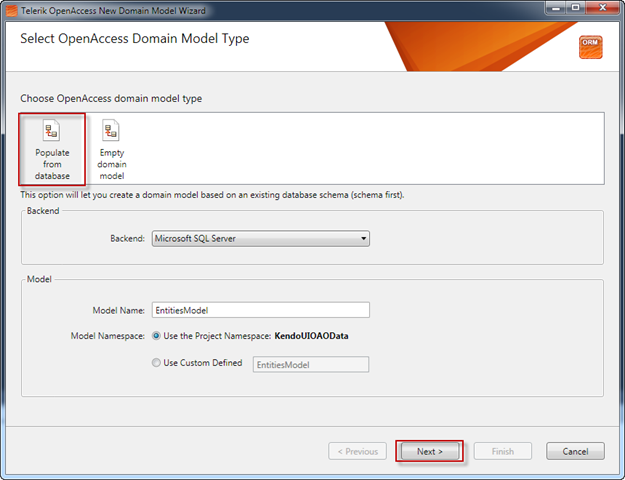 Telerik OpenAccess New Domain Model Wizard
Select OpenAccess Domain Model Type
ORM
Choose OpenAccess domain model type
Populate
from
database
Empty
domain
model
This option will let you create a domain model based on an existing database schema (schema first).
Backend
Backend: Microsoft SQL Server
Model
Model Name: EntitiesModel
Model Namespace: Use the Project Namespace: KendoUIOAOData
Use Custom Defined EntitiesModel
< Previous Next > Finish Cancel